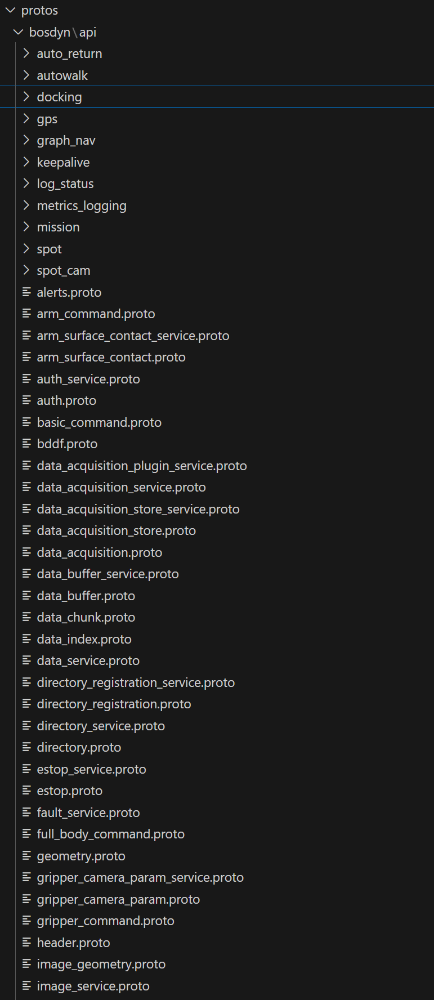 protos
bosdyn\api
auto_return
autowalk
docking
gps
graph_nav
keepalive
log_status
metrics_logging
mission
spot
spot_cam
alerts.proto
arm_command.proto
arm_surface_contact_service.proto
arm_surface_contact.proto
auth_service.proto
auth.proto
basic_command.proto
bddf.proto
data_acquisition_plugin_service.proto
data_acquisition_service.proto
data_acquisition_store_service.proto
data_acquisition_store.proto
data_acquisition.proto
data_buffer_service.proto
data_buffer.proto
data_chunk.proto
data_index.proto
data_service.proto
directory_registration_service.proto
directory_registration.proto
directory_service.proto
directory.proto
estop_service.proto
estop.proto
fault_service.proto
full_body_command.proto
geometry.proto
gripper_camera_param_service.proto
gripper_camera_param.proto
gripper_command.proto
header.proto
image_geometry.proto
image_service.proto